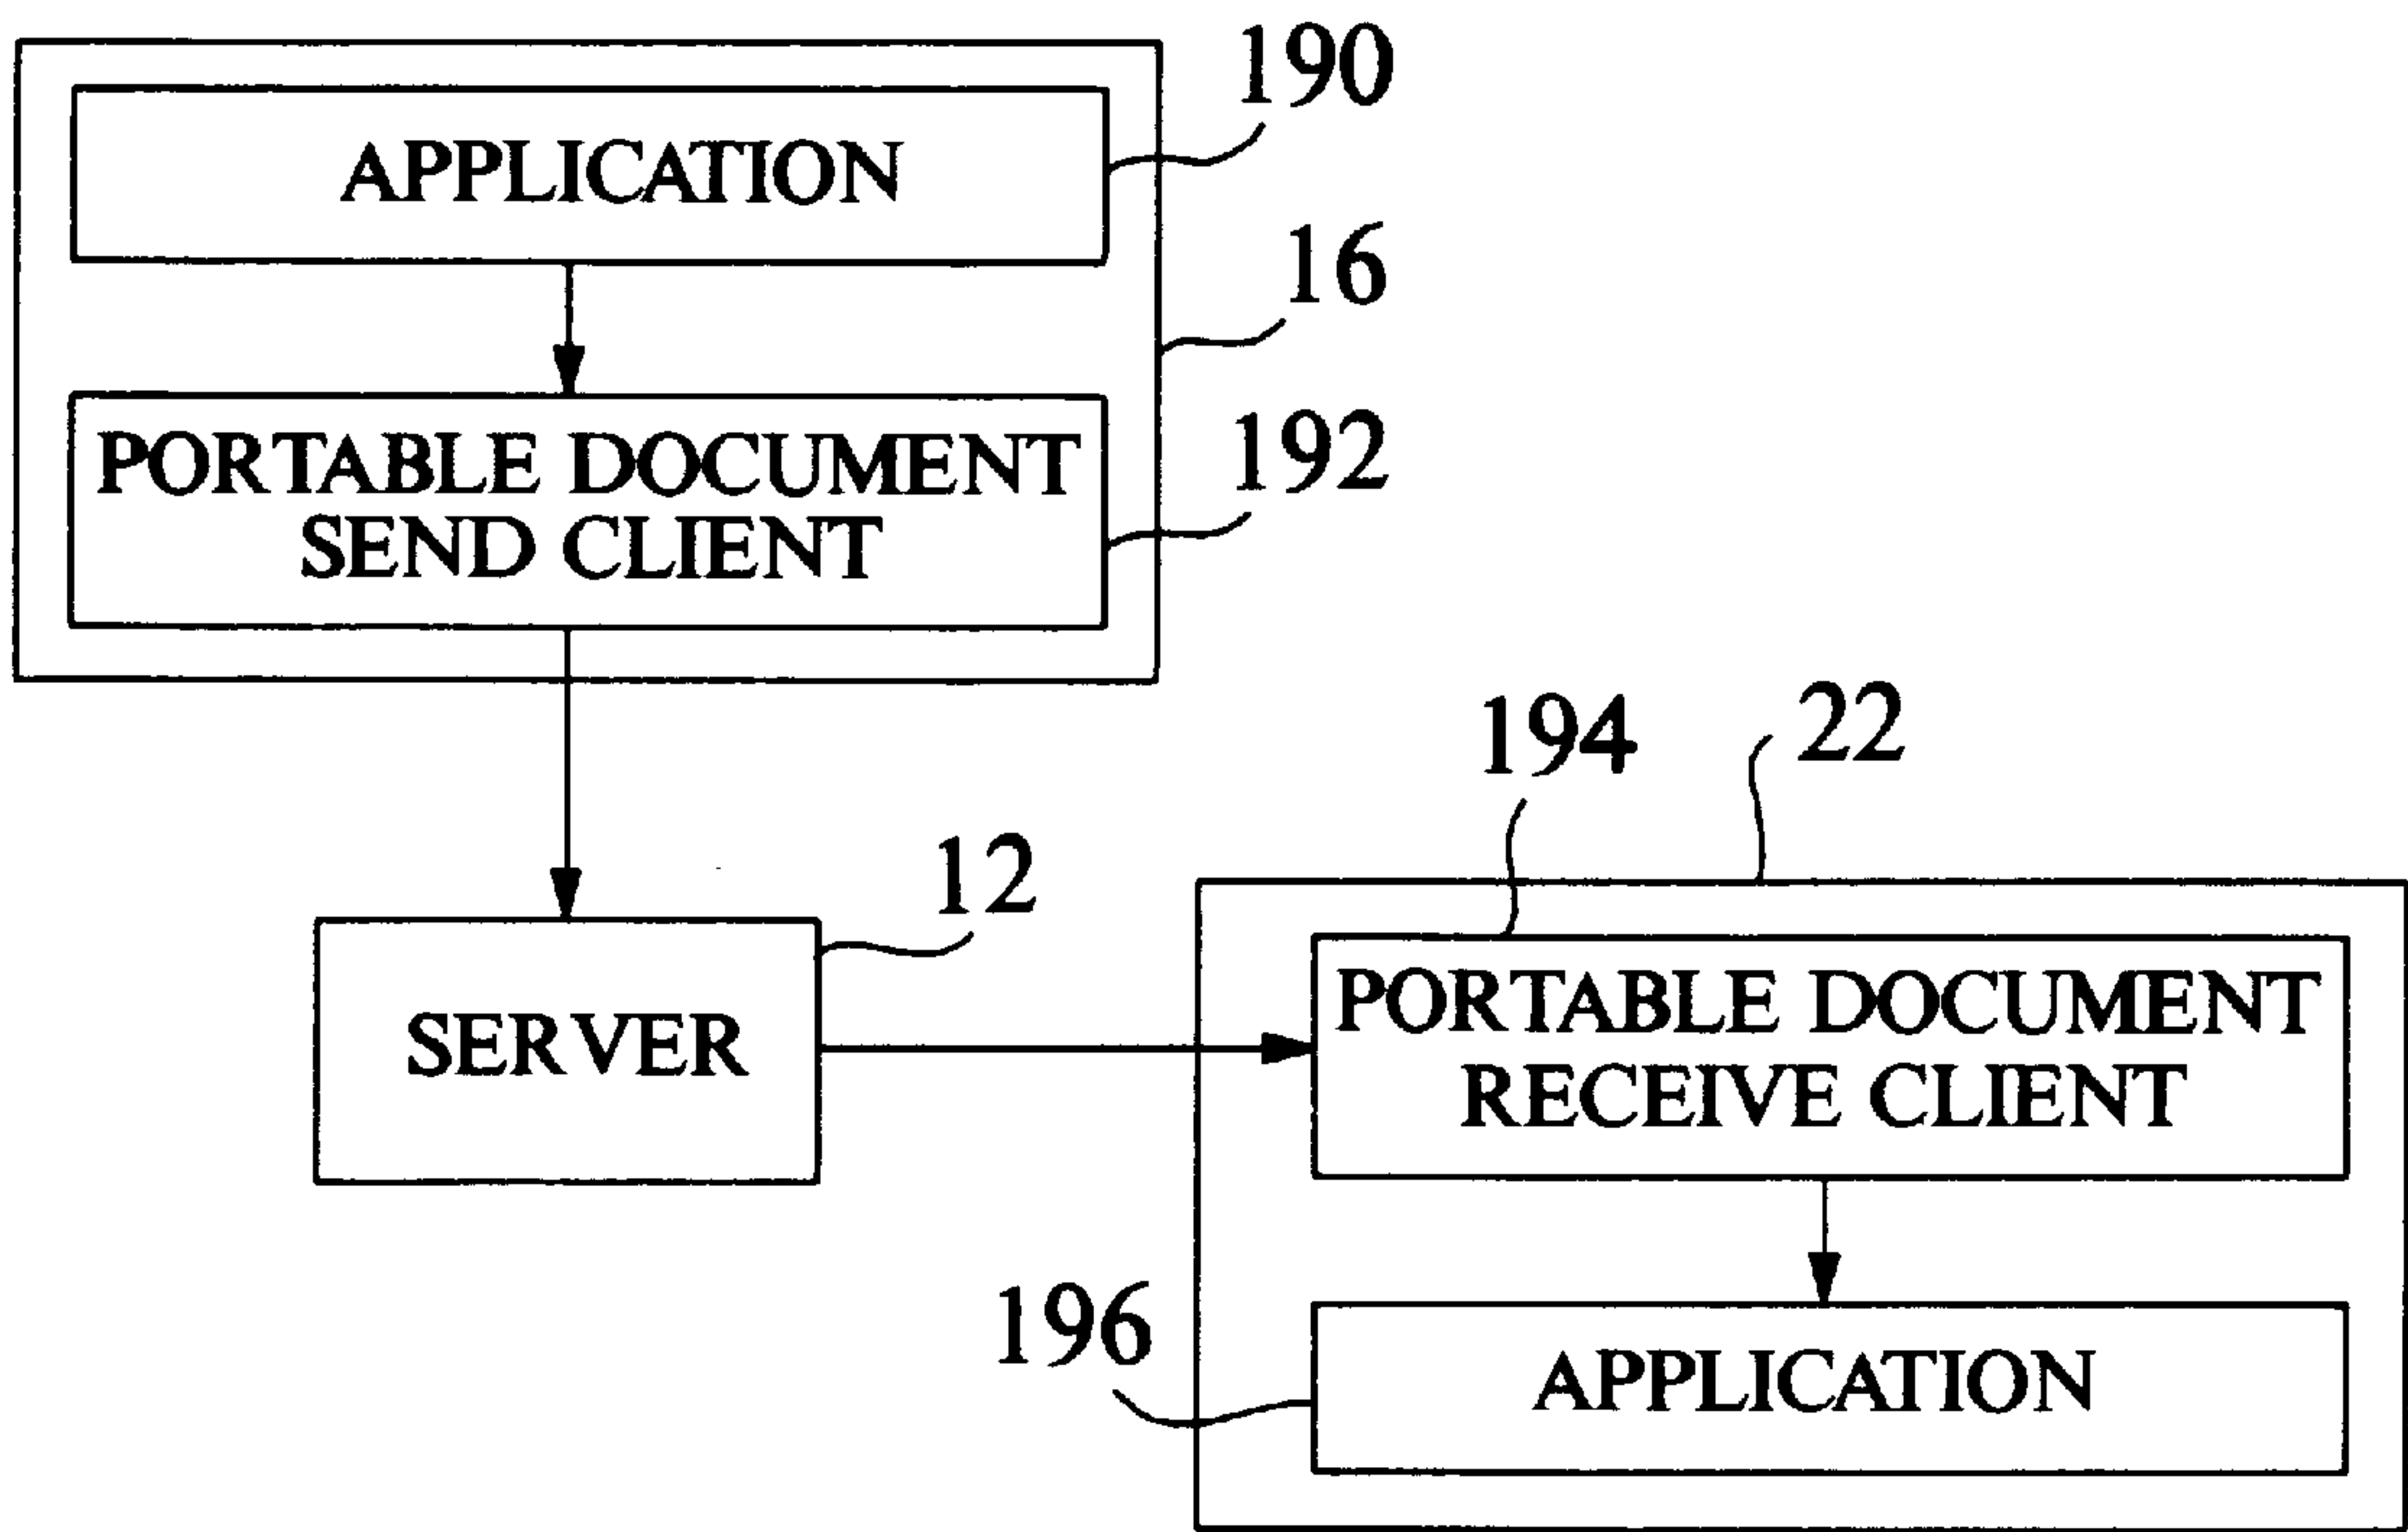 190
APPLICATION
16
192
PORTABLE DOCUMENT
SEND CLIENT
194
22
12
SERVER
PORTABLE DOCUMENT
RECEIVE CLIENT
196
APPLICATION